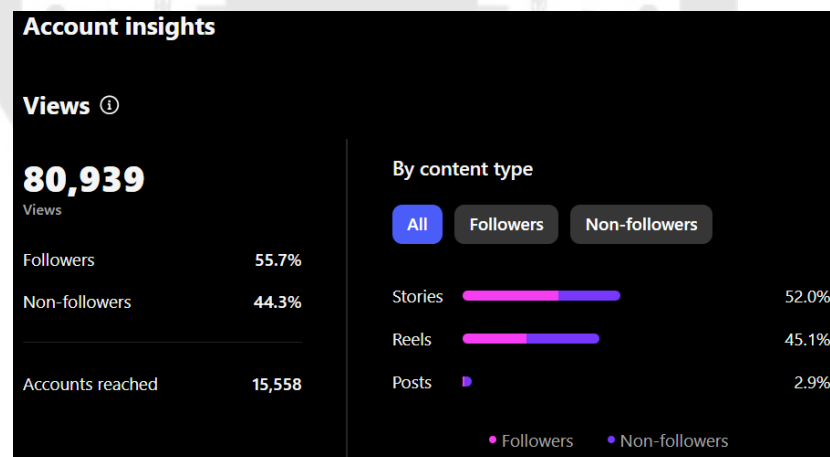 Account insights
Views
80,939
Views
Followers 55.7%
Non-followers 44.3%
Accounts reached 15,558
By content type
All Followers Non-followers
Stories 52.0%
Reels 45.1%
Posts 2.9%
Followers Non-followers